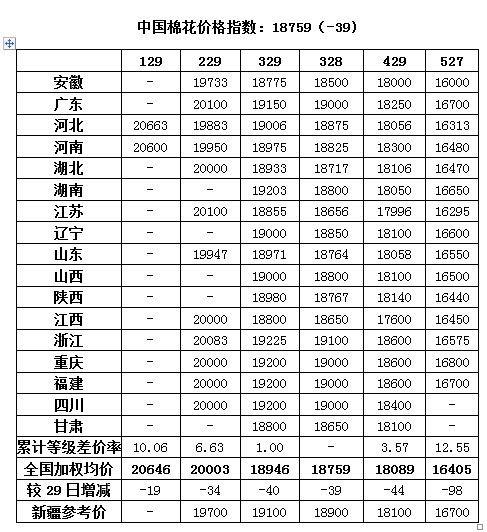 中国棉花价格指数：18759（-39）
129 229 329 328 429 527
安徽 - 19733 18775 18500 18000 16000
广东 - 20100 19150 19000 18250 16700
河北 20663 19883 19006 18875 18056 16313
河南 20600 19950 18975 18825 18300 16480
湖北 - 20000 18933 18717 18106 16470
湖南 - - 19203 18800 18050 16650
江苏 - 20100 18855 18656 17996 16295
辽宁 - - 19000 18850 18100 16600
山东 - 19947 18971 18764 18058 16550
山西 - - 19000 18800 18100 16500
陕西 - - 18980 18767 18140 16440
江西 - 20000 18800 18650 17600 16450
浙江 - 20083 19225 19100 18600 16575
重庆 - 20000 19200 19000 18600 16800
福建 - 20000 19200 19000 18600 16700
四川 - 20000 19200 19000 18400 -
甘肃 - - 18800 18650 18100 -
累计等级差价率 10.06 6.63 1.00 - 3.57 12.55
全国加权均价 20646 20003 18946 18759 18089 16405
较29日增减 -19 -34 -40 -39 -44 -98
新疆参考价 - 19700 19100 18900 18100 16700